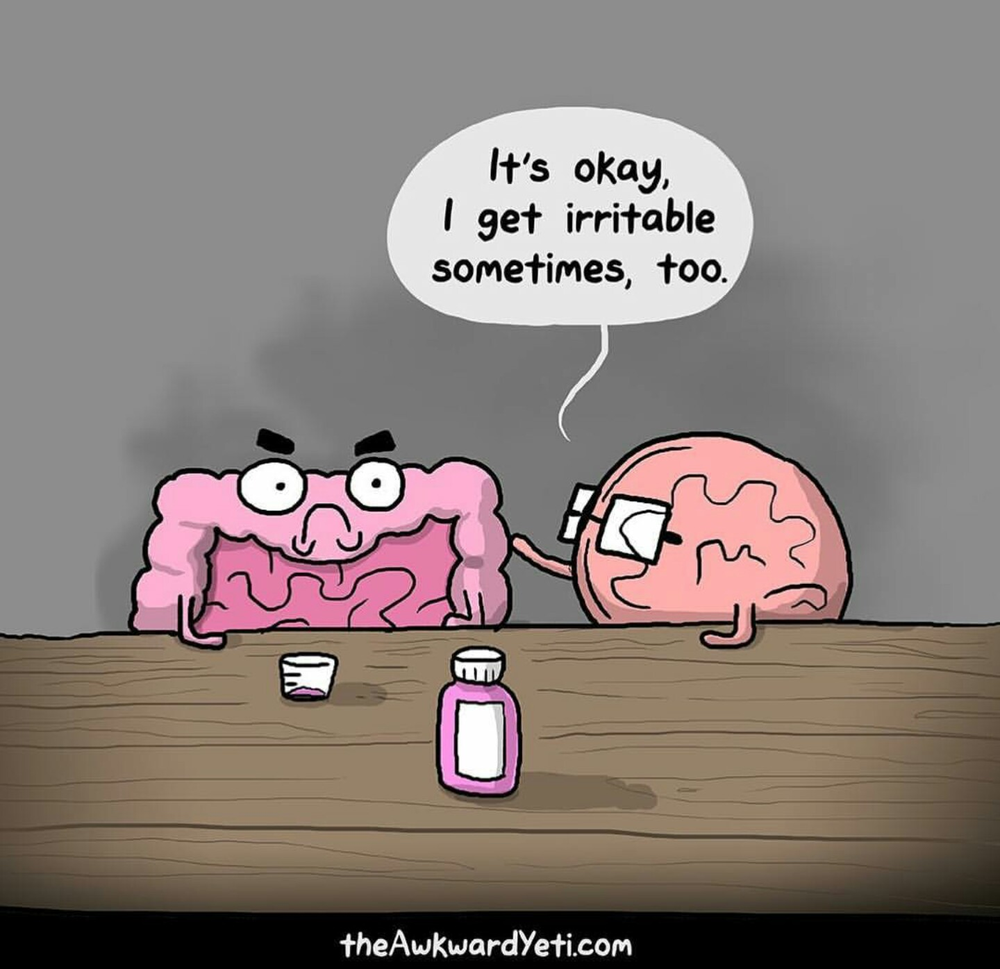 It's okay,
I get irritable
sometimes, too.
theAwkwardYeti.com